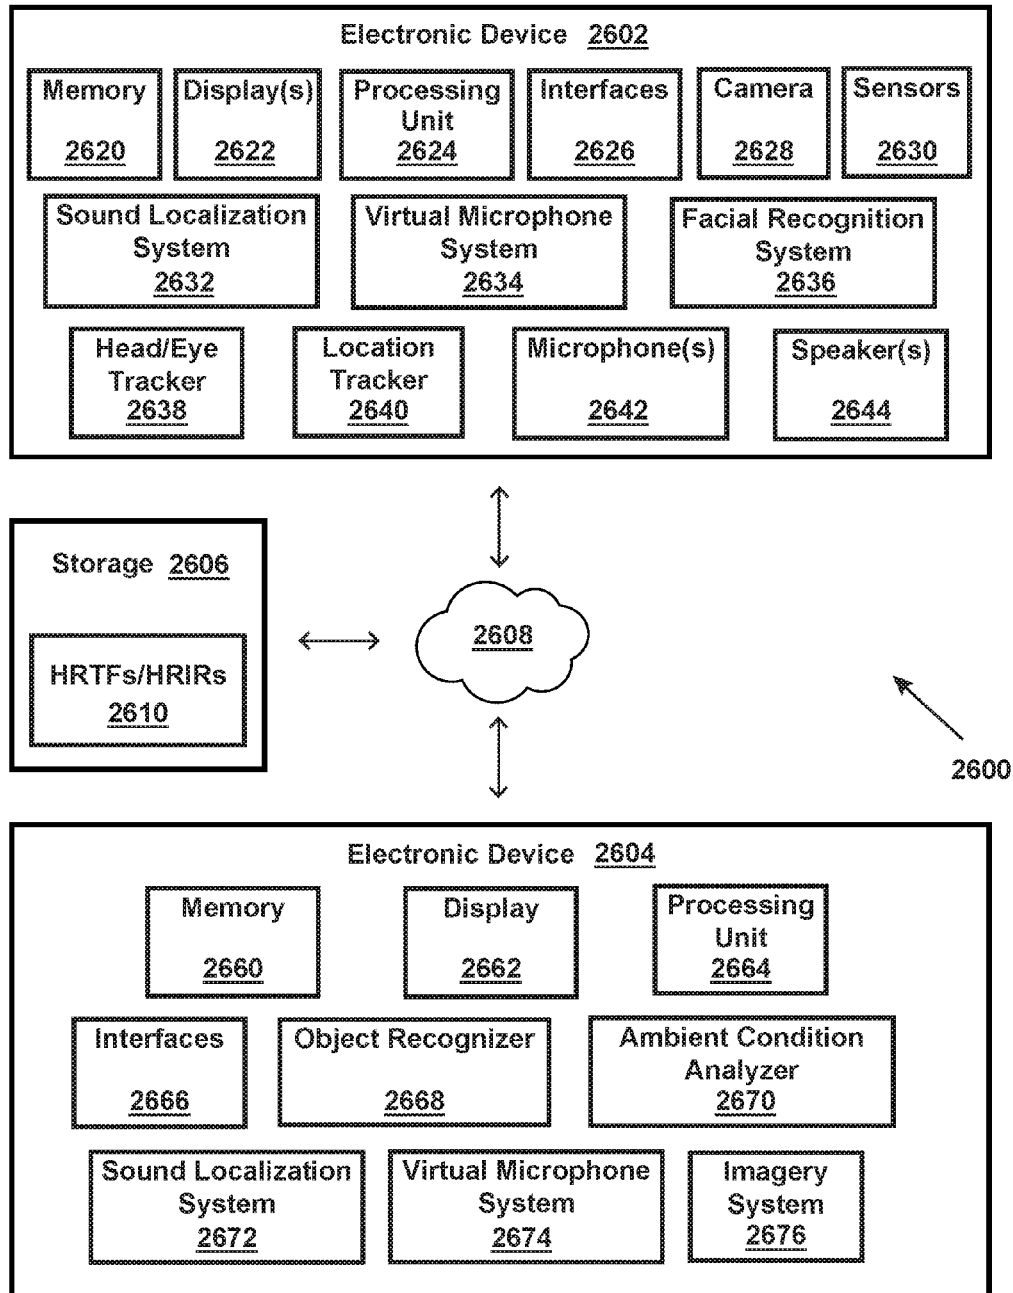 Electronic Device 2602
Memory
2620
Display(s)
2622
Processing
Unit
2624
Interfaces
2626
Camera
2628
Sensors
2630
Sound Localization
System
2632
Virtual Microphone
System
2634
Facial Recognition
System
2636
Head/Eye
Tracker
2638
Location
Tracker
2640
Microphone(s)
2642
Speaker(s)
2644
Storage 2606
HRTFs/HRIRs
2610
2608
2600
Electronic Device 2604
Memory
2660
Display
2662
Processing
Unit
2664
Interfaces
2666
Object Recognizer
2668
Ambient Condition
Analyzer
2670
Sound Localization
System
2672
Virtual Microphone
System
2674
Imagery
System
2676